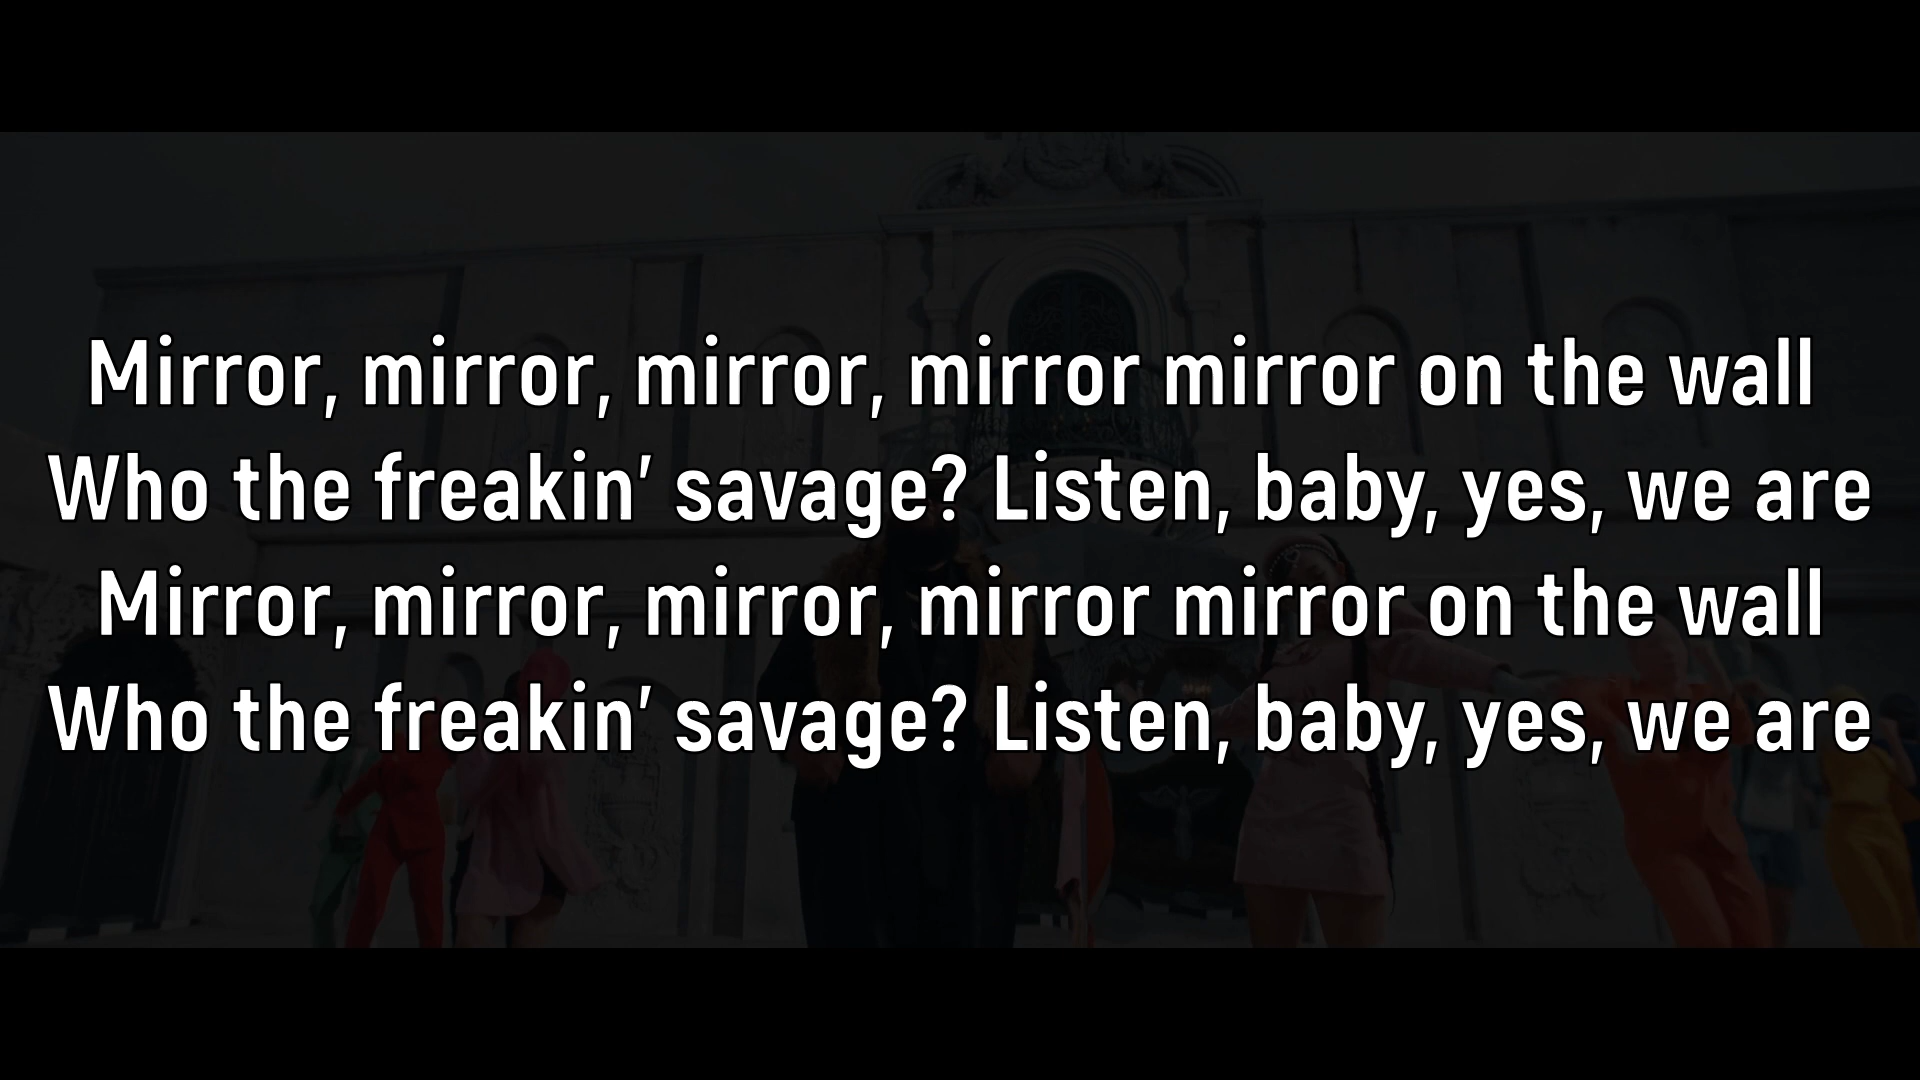 Mirror, mirror, mirror, mirror mirror on the wall
Who the freakin’ savage? Listen, baby, yes, we are
Mirror, mirror, mirror, mirror mirror on the wall
Who the freakin’ savage? Listen, baby, yes, we are